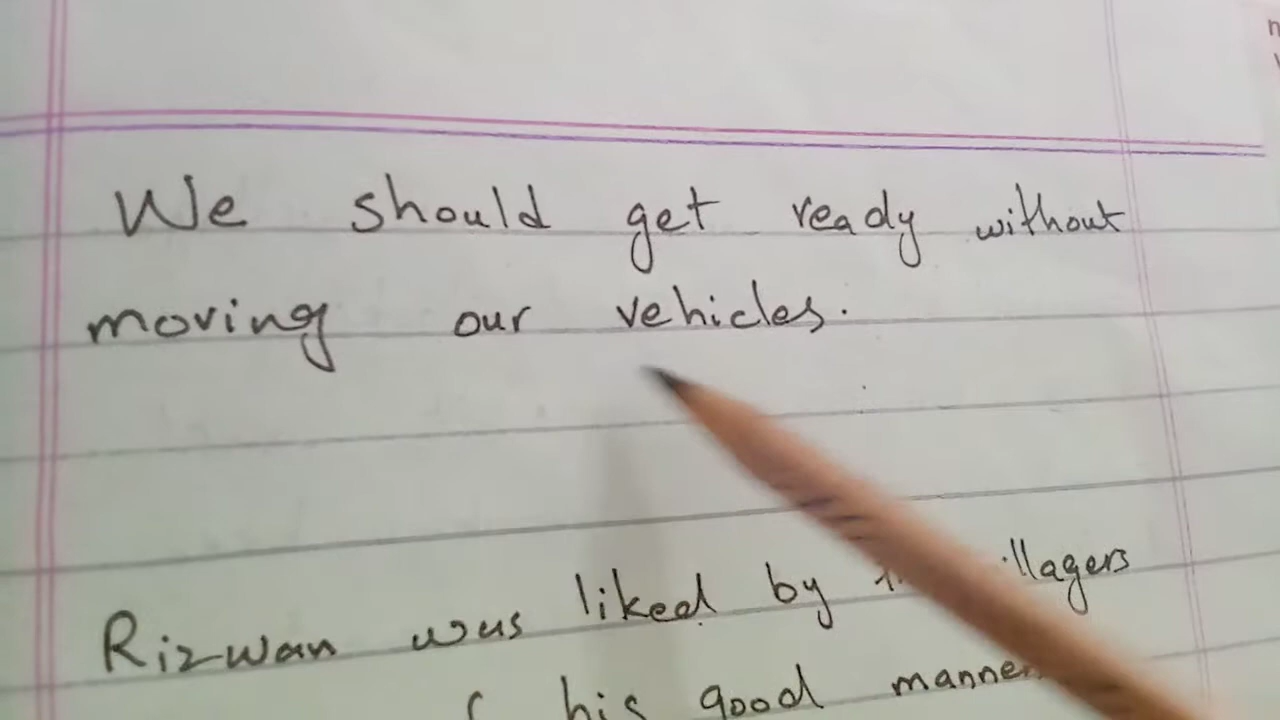 We should get ready without
moving our vehicles.
Rizwan was liked by
his good